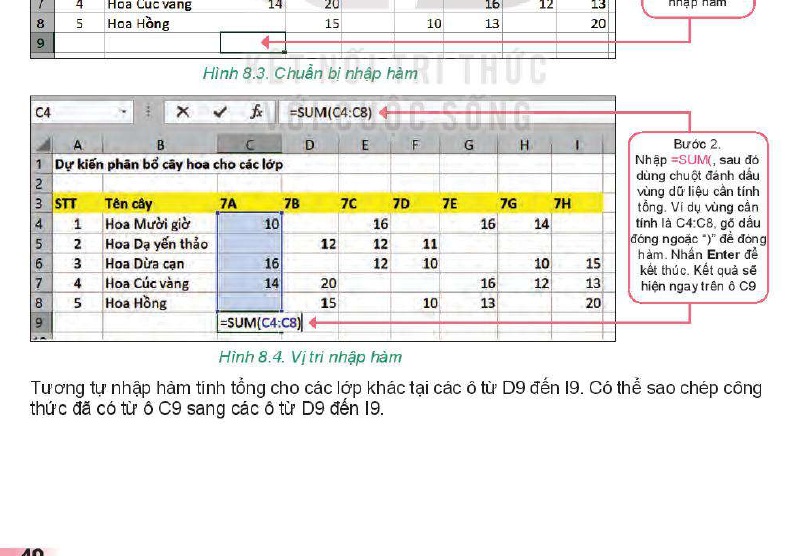 nhập hàm
7 4 Hoa Cúc vàng 14 20 16 12 13
8 5 Hoa Hồng 15 10 13 20
9
Hình 8.3. Chuẩn bị nhập hàm
KẾT NỐI TRI THỨC
VỚI CUỘC SỐNG
C4 fx =SUM(C4:C8)
A B C D E F G H I
1 Dự kiến phân bổ cây hoa cho các lớp
2
3 STT Tên cây 7A 7B 7C 7D 7E 7G 7H
4 1 Hoa Mười giờ 10 16 16 14
5 2 Hoa Dạ yến thảo 12 12 11
6 3 Hoa Dừa cạn 16 12 10 10 15
7 4 Hoa Cúc vàng 14 20 16 12 13
8 5 Hoa Hồng 15 10 13 20
9 =SUM(C4:C8)
Bước 2.
Nhập =SUM(, sau đó
dùng chuột đánh dấu
vùng dữ liệu cần tính
tổng. Ví dụ vùng cần
tính là C4:C8, gõ dấu
đóng ngoặc “)” để đóng
hàm. Nhấn Enter để
kết thúc. Kết quả sẽ
hiện ngay trên ô C9
Hình 8.4. Vị trí nhập hàm
Tương tự nhập hàm tính tổng cho các lớp khác tại các ô từ D9 đến I9. Có thể sao chép công
thức đã có từ ô C9 sang các ô từ D9 đến I9.